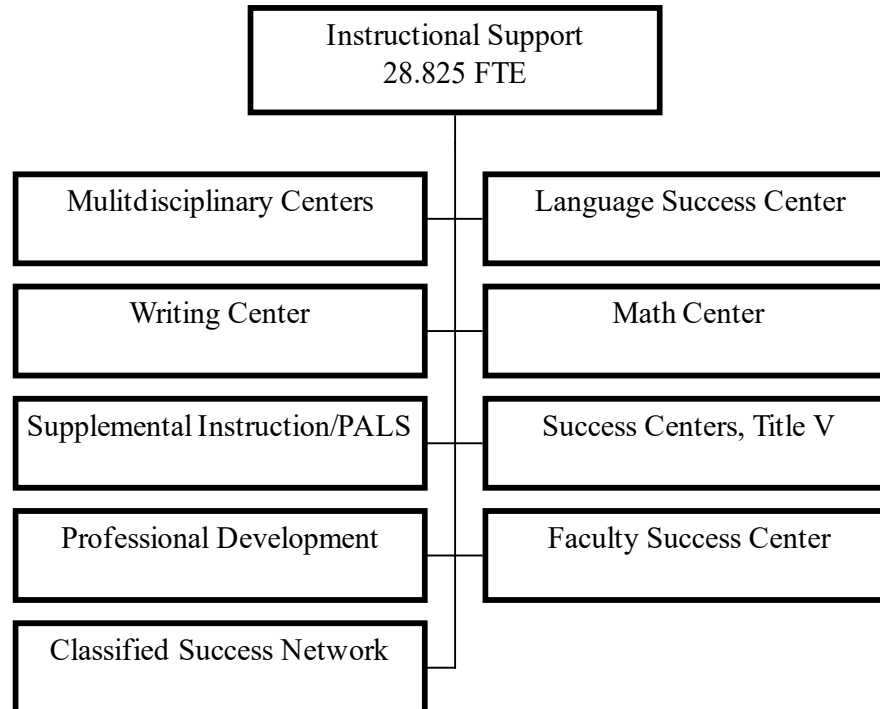 Instructional Support
28.825 FTE
Mulitdisciplinary Centers
Language Success Center
Writing Center
Math Center
Supplemental Instruction/PALS
Success Centers, Title V
Professional Development
Faculty Success Center
Classified Success Network